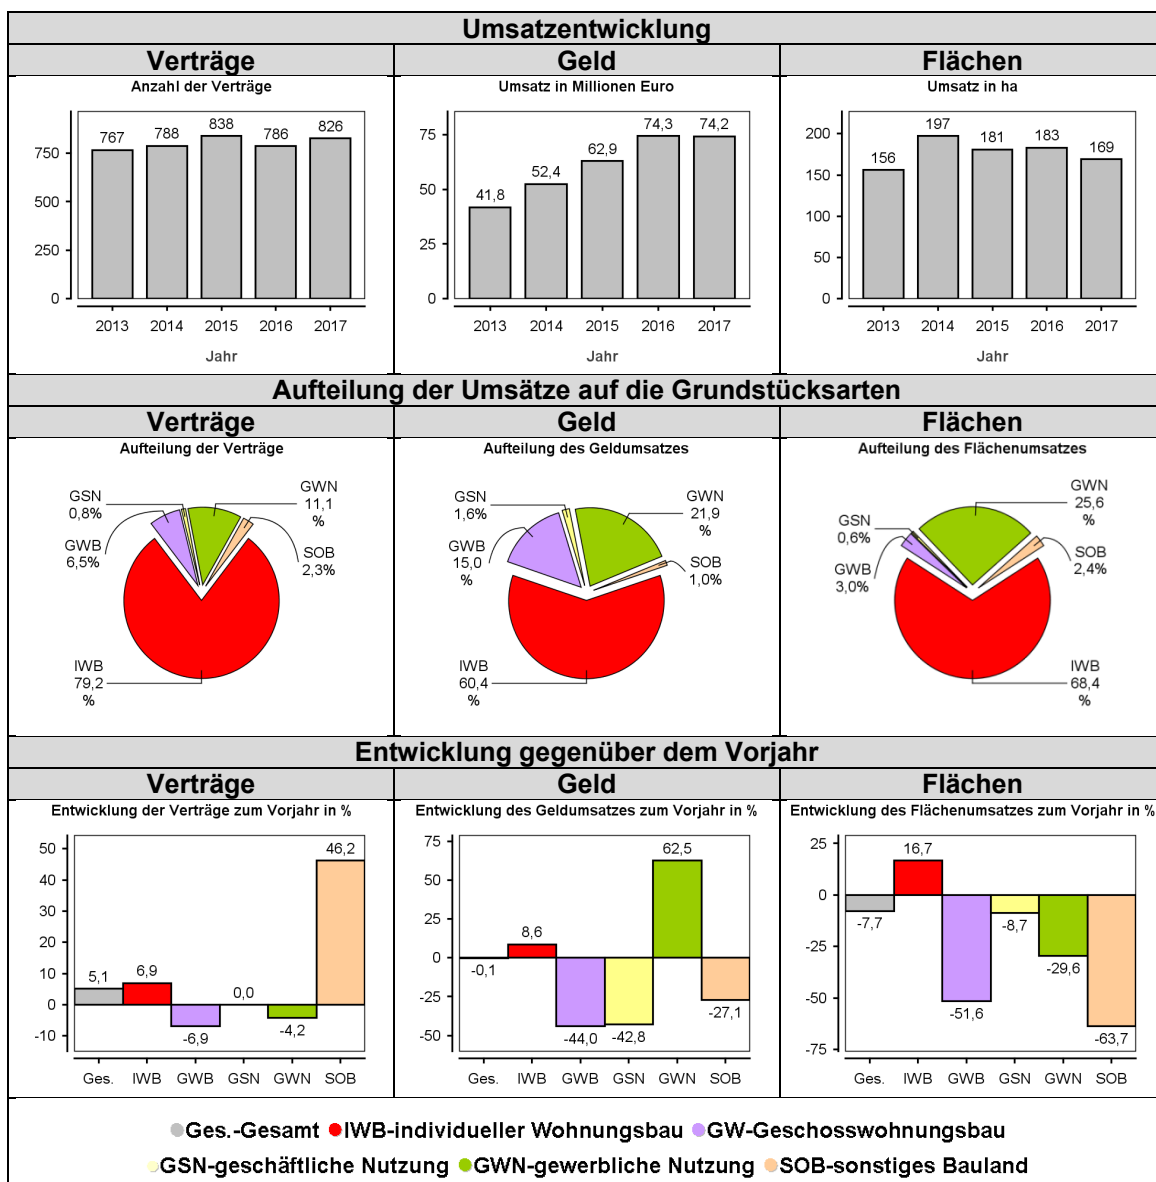 Umsatzentwicklung
Verträge Geld Flächen
Anzahl der Verträge
767 788 838 786 826
750
500
250
0
2013 2014 2015 2016 2017
Jahr
Umsatz in Millionen Euro
41,8 52,4 62,9 74,3 74,2
75
50
25
0
2013 2014 2015 2016 2017
Jahr
Umsatz in ha
156 197 181 183 169
200
150
100
50
0
2013 2014 2015 2016 2017
Jahr
Aufteilung der Umsätze auf die Grundstücksarten
Verträge Geld Flächen
Aufteilung der Verträge
GSN
0,8%
GWB
6,5%
GWN
11,1
%
SOB
2,3%
IWB
79,2
%
Aufteilung des Geldumsatzes
GSN
1,6%
GWB
15,0
%
GWN
21,9
%
SOB
1,0%
IWB
60,4
%
Aufteilung des Flächenumsatzes
GSN
0,6%
GWB
3,0%
GWN
25,6
%
SOB
2,4%
IWB
68,4
%
Entwicklung gegenüber dem Vorjahr
Verträge Geld Flächen
Entwicklung der Verträge zum Vorjahr in %
50
40
30
20
10
0
-10
5,1 6,9 -6,9 0,0 -4,2 46,2
Ges. IWB GWB GSN GWN SOB
Entwicklung des Geldumsatzes zum Vorjahr in %
75
50
25
0
-25
-50
-0,1 8,6 -44,0 -42,8 62,5 -27,1
Ges. IWB GWB GSN GWN SOB
Entwicklung des Flächenumsatzes zum Vorjahr in %
25
0
-25
-50
-75
-7,7 16,7 -51,6 -8,7 -29,6 -63,7
Ges. IWB GWB GSN GWN SOB
Ges.-Gesamt IWB-individueller Wohnungsbau GW-Geschosswohnungsbau
GSN-geschäftliche Nutzung GWN-gewerbliche Nutzung SOB-sonstiges Bauland